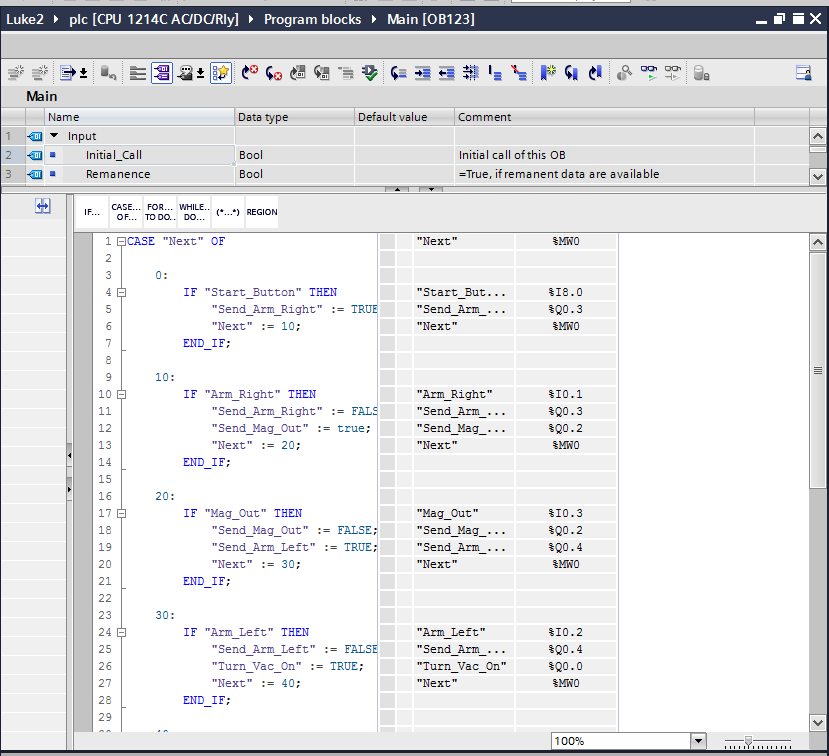 Luke2 plc [CPU 1214C AC/DC/Rly] Program blocks Main [OB123]
Main
Name Data type Default value Comment
1 Input
2 Initial_Call Bool Initial call of this OB
3 Remanence Bool =True, if remanent data are available
IF... CASE... OF... FOR... TO DO.. WHILE.. DO... (*...*) REGION
1 CASE "Next" OF "Next" %MW0
2
3 0:
4 IF "Start_Button" THEN "Start_But... %I8.0
5 "Send_Arm_Right" := TRUE "Send_Arm_... %Q0.3
6 "Next" := 10; "Next" %MW0
7 END_IF;
8
9 10:
10 IF "Arm_Right" THEN "Arm_Right" %I0.1
11 "Send_Arm_Right" := FALS "Send_Arm_... %Q0.3
12 "Send_Mag_Out" := true; "Send_Mag_... %Q0.2
13 "Next" := 20; "Next" %MW0
14 END_IF;
15
16 20:
17 IF "Mag_Out" THEN "Mag_Out" %I0.3
18 "Send_Mag_Out" := FALSE; "Send_Mag_... %Q0.2
19 "Send_Arm_Left" := TRUE; "Send_Arm_... %Q0.4
20 "Next" := 30; "Next" %MW0
21 END_IF;
22
23 30:
24 IF "Arm_Left" THEN "Arm_Left" %I0.2
25 "Send_Arm_Left" := FALSE "Send_Arm_... %Q0.4
26 "Turn_Vac_On" := TRUE; "Turn_Vac_On" %Q0.0
27 "Next" := 40; "Next" %MW0
28 END_IF;
29
100%